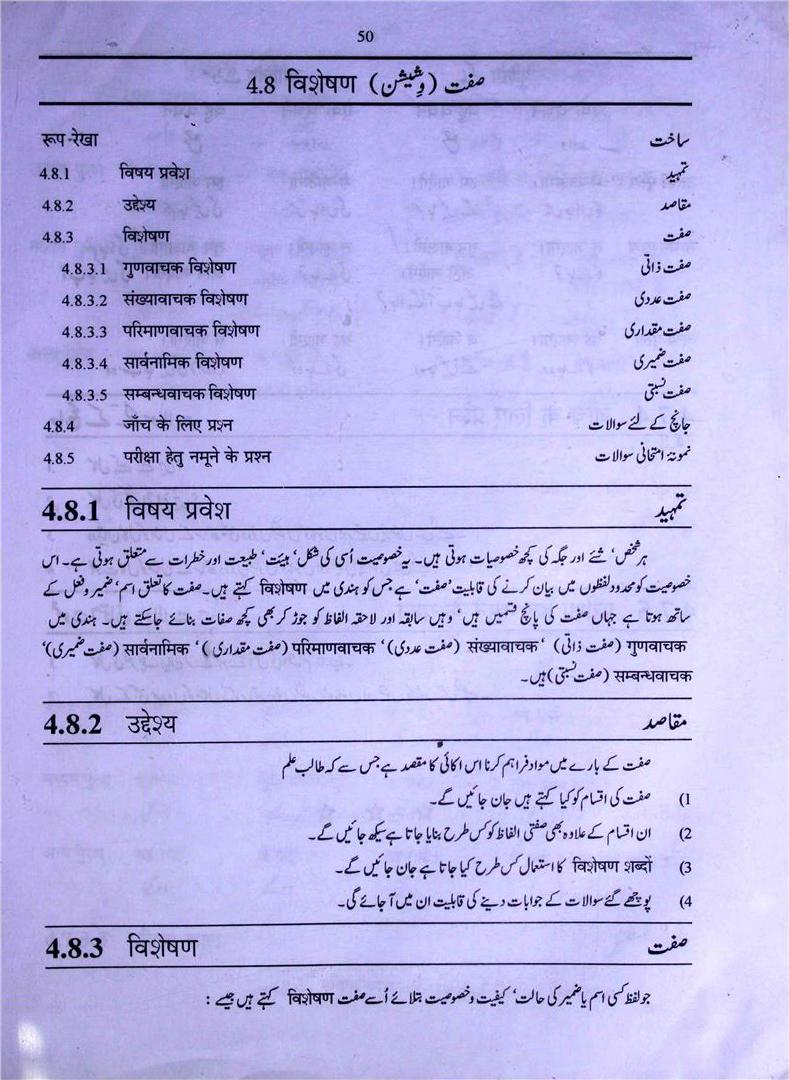 50
4.8 विशेषण (وِشیشن) صفت
रूप-रेखा ساخت
4.8.1 विषय प्रवेश تمہید
4.8.2 उद्देश्य مقاصد
4.8.3 विशेषण صفت
4.8.3.1 गुणवाचक विशेषण صفت ذاتی
4.8.3.2 संख्यावाचक विशेषण صفت عددی
4.8.3.3 परिमाणवाचक विशेषण صفت مقداری
4.8.3.4 सार्वनामिक विशेषण صفت ضمیری
4.8.3.5 सम्बन्धवाचक विशेषण صفت نسبتی
4.8.4 जाँच के लिए प्रश्न جانچ کے لئے سوالات
4.8.5 परीक्षा हेतु नमूने के प्रश्न نمونۂ امتحانی سوالات
4.8.1 विषय प्रवेश تمہید
ہر شخص، شئے اور جگہ کی کچھ خصوصیات ہوتی ہیں۔ یہ خصوصیت اُسی کی شکل، ہیئت، طبیعت اور خطرات سے متعلق ہوتی ہے۔ اس
خصوصیت کو محدود لفظوں میں بیان کرنے کی قابلیت ’صفت‘ ہے جس کو ہندی میں विशेषण کہتے ہیں۔ صفت کا تعلق اسم، ضمیر و فعل کے
ساتھ ہوتا ہے جہاں صفت کی پانچ قسمیں ہیں، وہیں سابقہ اور لاحقہ الفاظ کو جوڑ کر بھی کچھ صفات بنائے جاسکتے ہیں۔ ہندی میں
गुणवाचक (صفت ذاتی)، संख्यावाचक (صفت عددی)، परिमाणवाचक (صفت مقداری)، सार्वनामिक (صفت ضمیری)،
सम्बन्धवाचक (صفت نسبتی) ہیں۔
4.8.2 उद्देश्य مقاصد
صفت کے بارے میں مواد فراہم کرنا اس اکائی کا مقصد ہے جس سے کہ طالب علم
1) صفت کی اقسام کو کیا کہتے ہیں جان جائیں گے۔
2) ان اقسام کے علاوہ بھی صفتی الفاظ کو کس طرح بنایا جاتا ہے سیکھ جائیں گے۔
3) विशेषण शब्दों کا استعمال کس طرح کیا جاتا ہے جان جائیں گے۔
4) پوچھے گئے سوالات کے جوابات دینے کی قابلیت ان میں آ جائے گی۔
4.8.3 विशेषण صفت
جو لفظ کسی اسم یا ضمیر کی حالت، کیفیت و خصوصیت بتلائے اُسے صفت विशेषण کہتے ہیں جیسے :